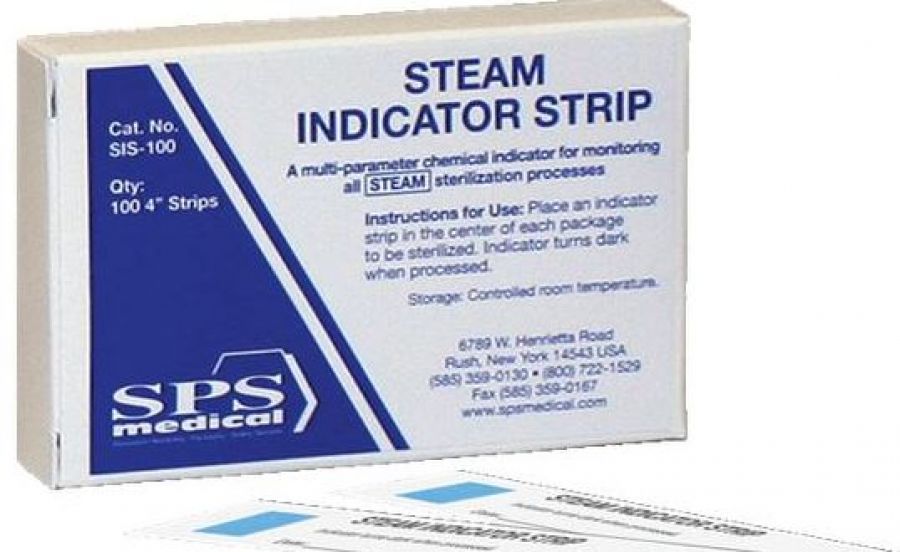 Cat. No.
SIS-100
Qty:
100 4" Strips
STEAM
INDICATOR STRIP
A multi-parameter chemical indicator for monitoring
all STEAM sterilization processes
Instructions for Use: Place an indicator
strip in the center of each package
to be sterilized. Indicator turns dark
when processed.
Storage: Controlled room temperature.
6789 W. Henrietta Road
Rush, New York 14543 USA
(585) 359-0130 • (800) 722-1529
Fax (585) 359-0167
www.spsmedical.com
SPS
medical
STEAM INDICATOR STRIP
STEAM INDICATOR STRIP